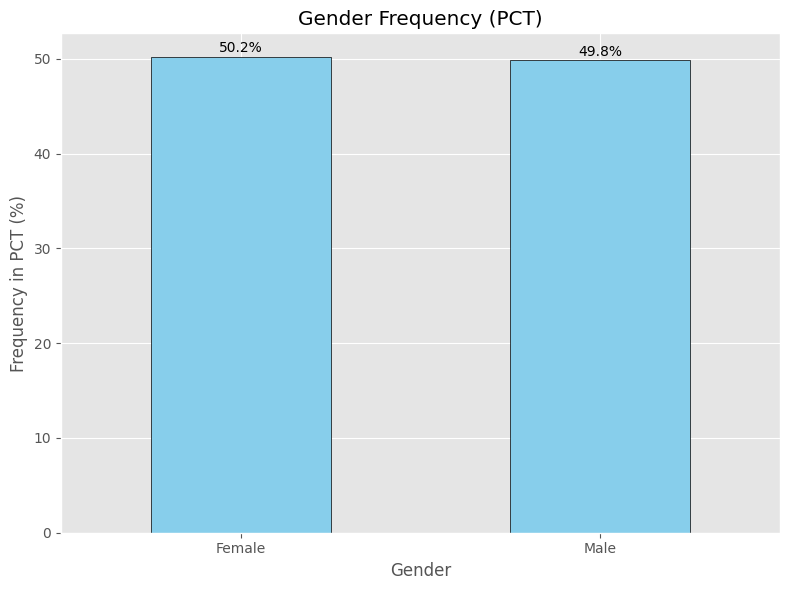 Gender Frequency (PCT)
50.2%
49.8%
50
40
30
20
10
0
Frequency in PCT (%)
Female
Male
Gender